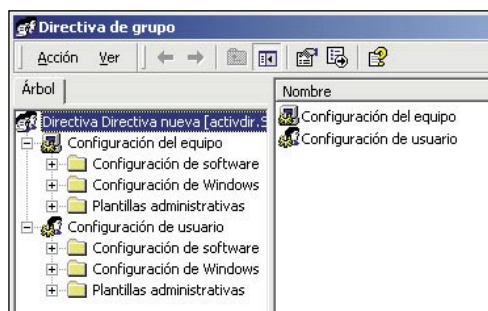 Directiva de grupo
Acción Ver
Árbol
Nombre
Directiva Directiva nueva [activdir.
Configuración del equipo
Configuración de software
Configuración de Windows
Plantillas administrativas
Configuración de usuario
Configuración de software
Configuración de Windows
Plantillas administrativas
Configuración del equipo
Configuración de usuario